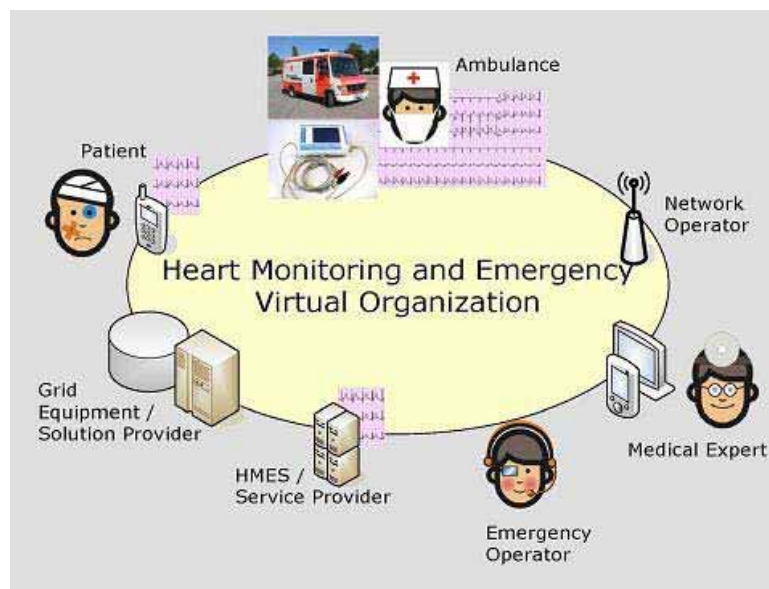 Ambulance
Patient
Network
Operator
Heart Monitoring and Emergency
Virtual Organization
Grid
Equipment /
Solution Provider
HMES /
Service Provider
Medical Expert
Emergency
Operator